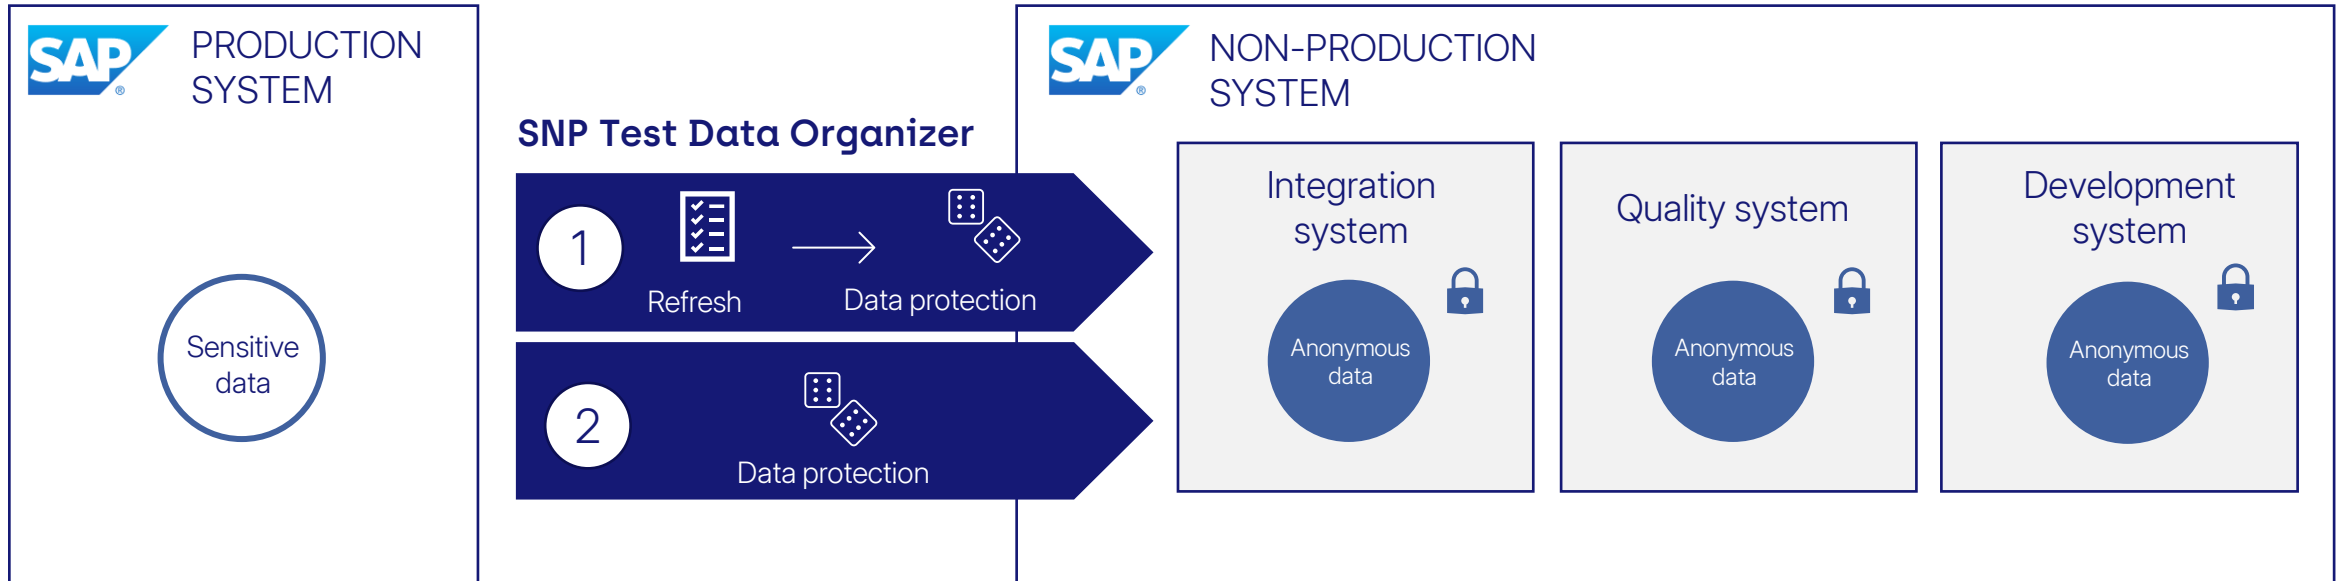 SAP
®
PRODUCTION
SYSTEM
Sensitive
data
SNP Test Data Organizer
1
Refresh
Data protection
2
Data protection
SAP
®
NON-PRODUCTION
SYSTEM
Integration
system
Anonymous
data
Quality system
Anonymous
data
Development
system
Anonymous
data